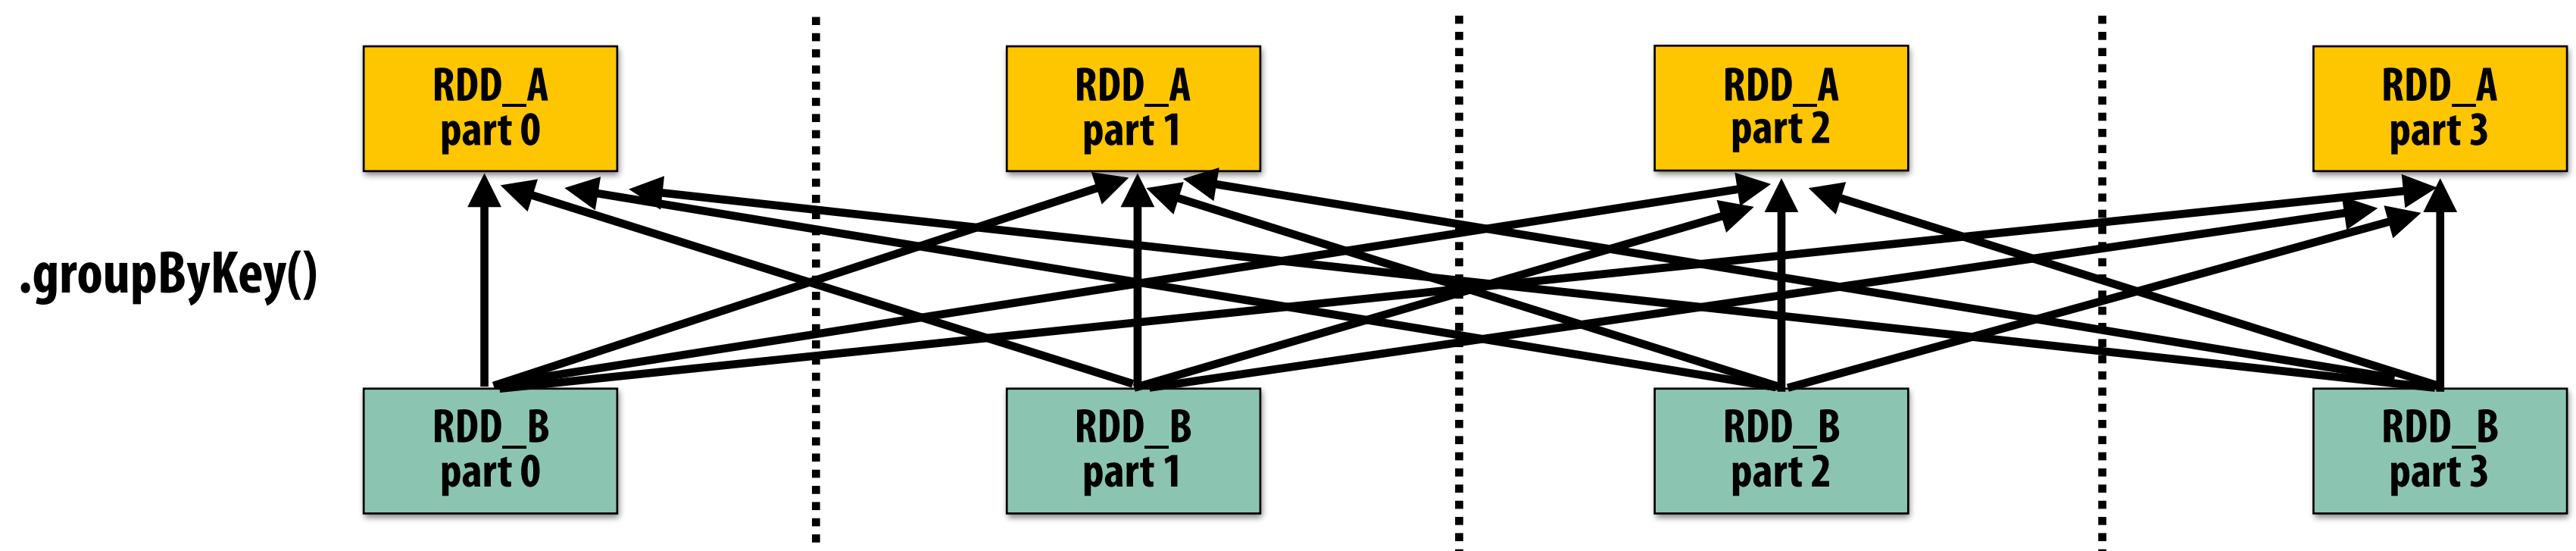 RDD_A
part 0
RDD_A
part 1
RDD_A
part 2
RDD_A
part 3
.groupByKey()
RDD_B
part 0
RDD_B
part 1
RDD_B
part 2
RDD_B
part 3